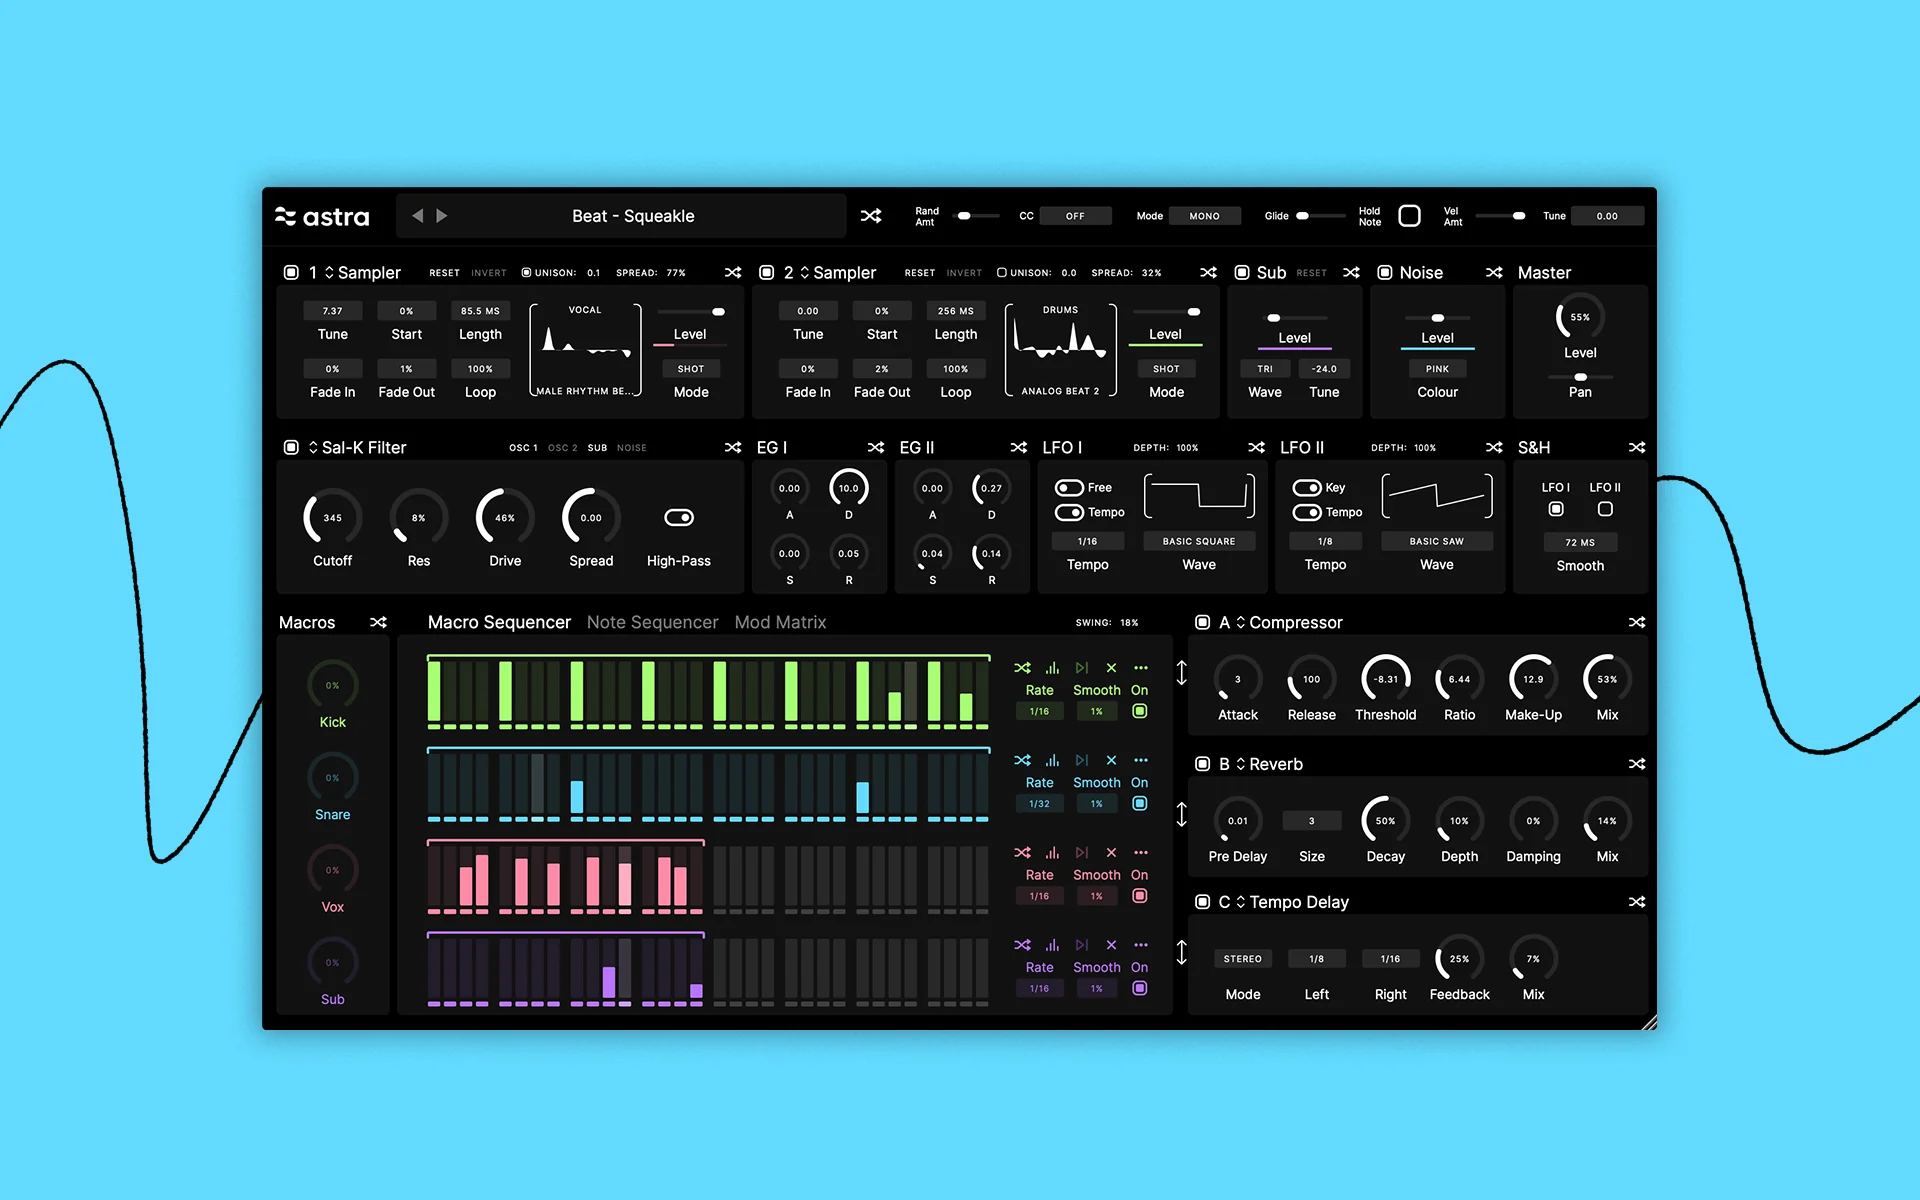 astra
Beat - Squeakle
Rand Amt
CC OFF
Mode MONO
Glide
Hold Note
Vel Amt
Tune 0.00
1 Sampler RESET INVERT UNISON: 0.1 SPREAD: 77%
7.37 0% 85.5 MS
Tune Start Length
0% 1% 100%
Fade In Fade Out Loop
VOCAL
MALE RHYTHM BE...
Level
SHOT
Mode
2 Sampler RESET INVERT UNISON: 0.0 SPREAD: 32%
0.00 0% 256 MS
Tune Start Length
0% 2% 100%
Fade In Fade Out Loop
DRUMS
ANALOG BEAT 2
Level
SHOT
Mode
Sub RESET
Level
TRI -24.0
Wave Tune
Noise
Level
PINK
Colour
Master
55%
Level
Pan
Sal-K Filter OSC 1 OSC 2 SUB NOISE
345 8% 46% 0.00
Cutoff Res Drive Spread High-Pass
EG I
0.00 10.0
A D
0.00 0.05
S R
EG II
0.00 0.27
A D
0.04 0.14
S R
LFO I DEPTH: 100%
Free
Tempo
1/16 BASIC SQUARE
Tempo Wave
LFO II DEPTH: 100%
Key
Tempo
1/8 BASIC SAW
Tempo Wave
S&H
LFO I LFO II
72 MS
Smooth
Macros
0%
Kick
0%
Snare
0%
Vox
0%
Sub
Macro Sequencer Note Sequencer Mod Matrix SWING: 18%
Rate Smooth On
1/16 1%
Rate Smooth On
1/32 1%
Rate Smooth On
1/16 1%
Rate Smooth On
1/16 1%
A Compressor
3 100 -8.31 6.44 12.9 53%
Attack Release Threshold Ratio Make-Up Mix
B Reverb
0.01 3 50% 10% 0% 14%
Pre Delay Size Decay Depth Damping Mix
C Tempo Delay
STEREO 1/8 1/16 25% 7%
Mode Left Right Feedback Mix